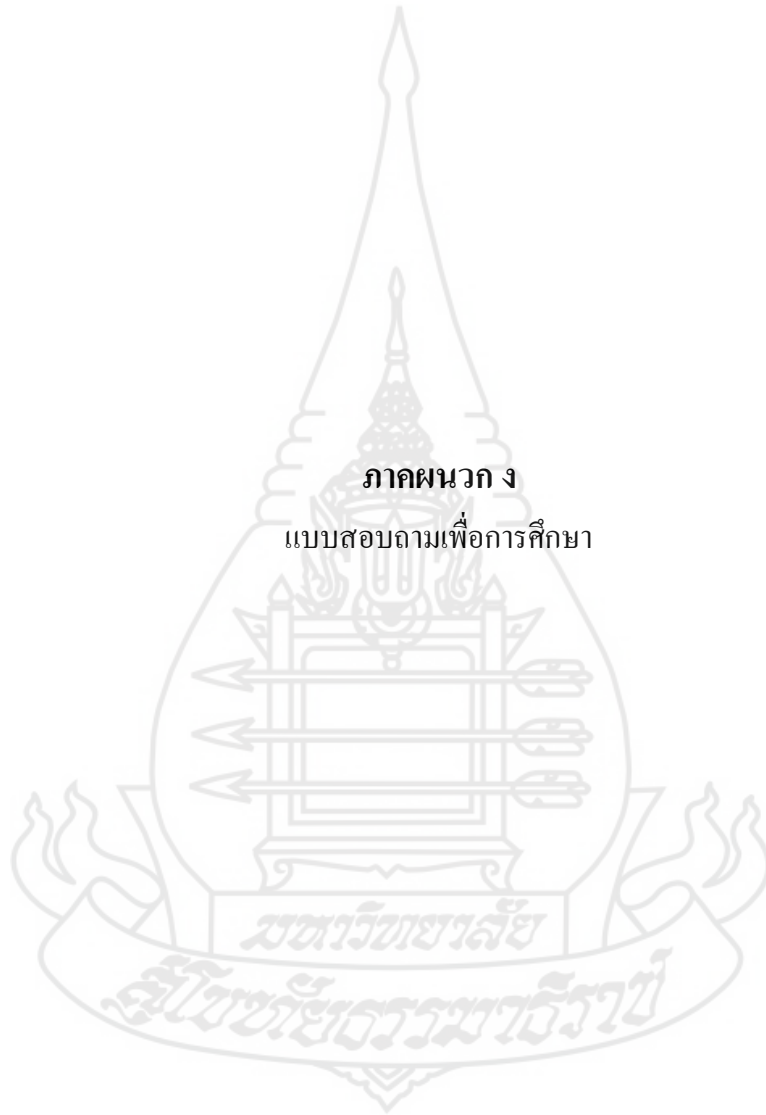 ภาคผนวก ง
แบบสอบถามเพื่อการศึกษา
มหาวิทยาลัย
สุโขทัยธรรมาธิราช